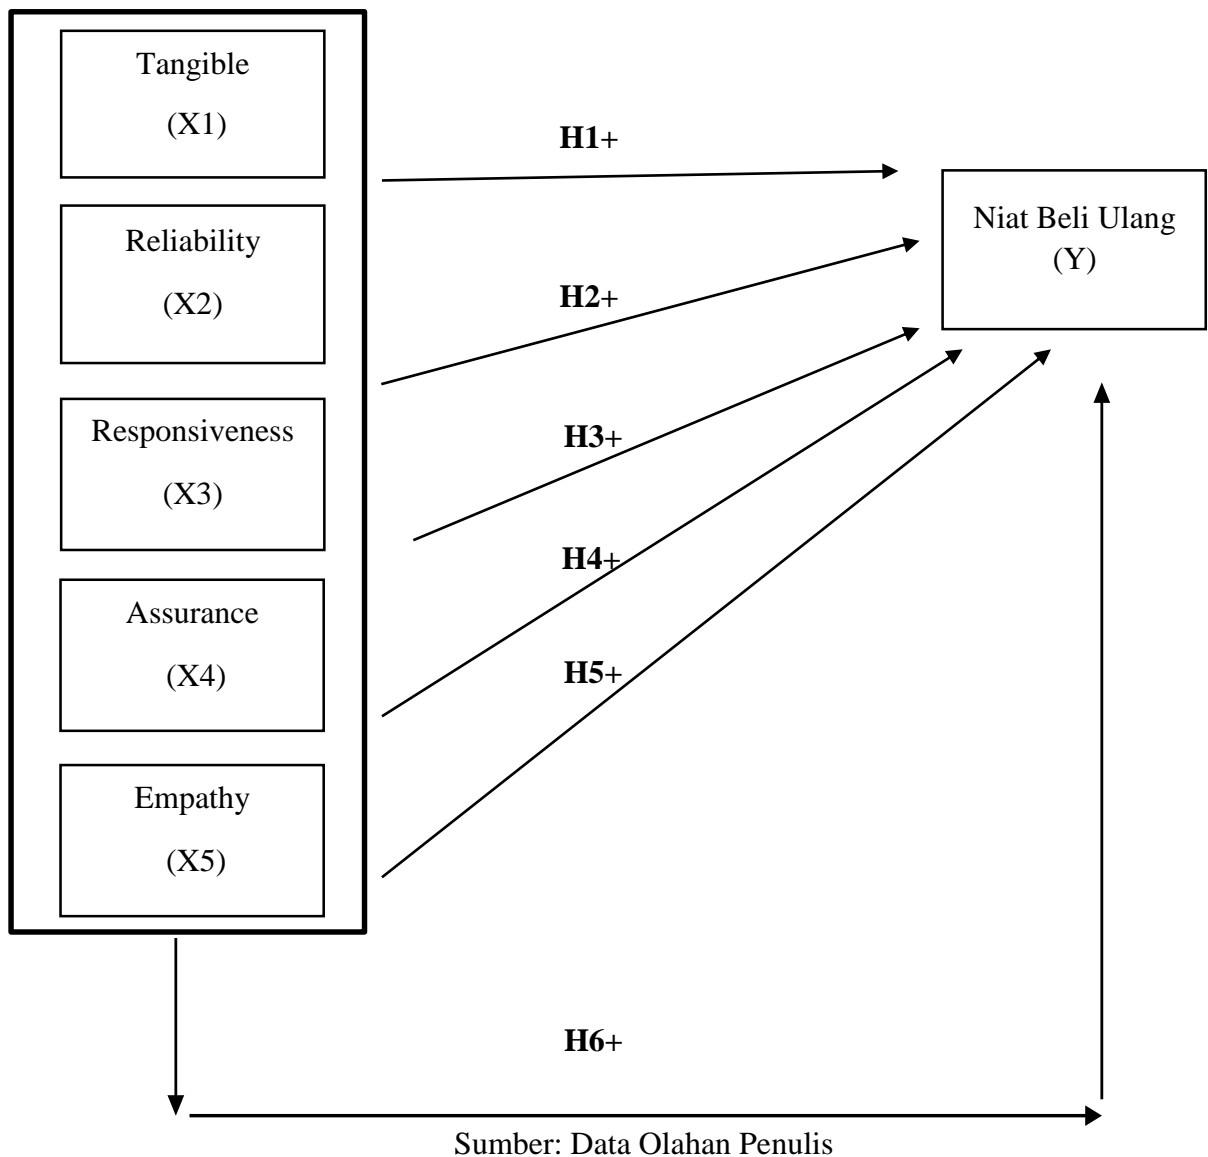 Tangible
(X1)
Reliability
(X2)
Responsiveness
(X3)
Assurance
(X4)
Empathy
(X5)
H1+
H2+
H3+
H4+
H5+
H6+
Niat Beli Ulang
(Y)
Sumber: Data Olahan Penulis